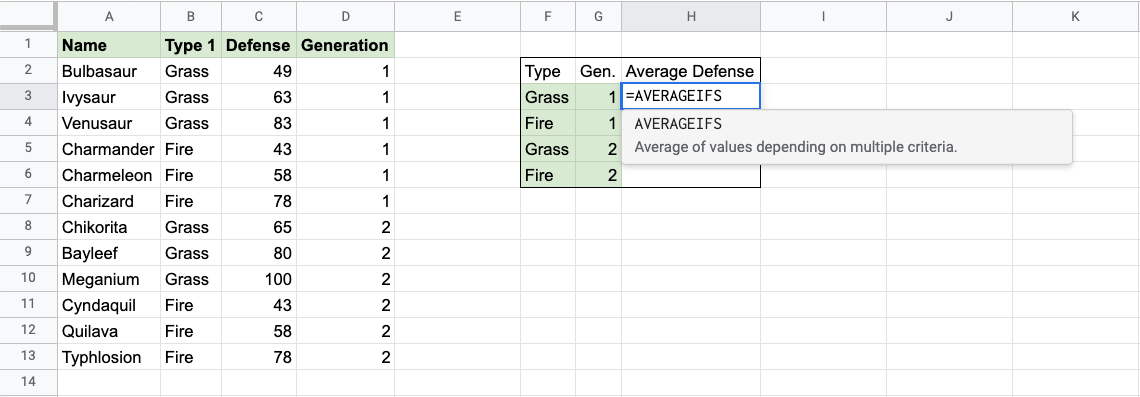 A B C D E F G H I J K
1 Name Type 1 Defense Generation
2 Bulbasaur Grass 49 1 Type Gen. Average Defense
3 Ivysaur Grass 63 1 Grass 1 =AVERAGEIFS
4 Venusaur Grass 83 1 Fire 1 AVERAGEIFS
5 Charmander Fire 43 1 Grass 2 Average of values depending on multiple criteria.
6 Charmeleon Fire 58 1 Fire 2
7 Charizard Fire 78 1
8 Chikorita Grass 65 2
9 Bayleef Grass 80 2
10 Meganium Grass 100 2
11 Cyndaquil Fire 43 2
12 Quilava Fire 58 2
13 Typhlosion Fire 78 2
14